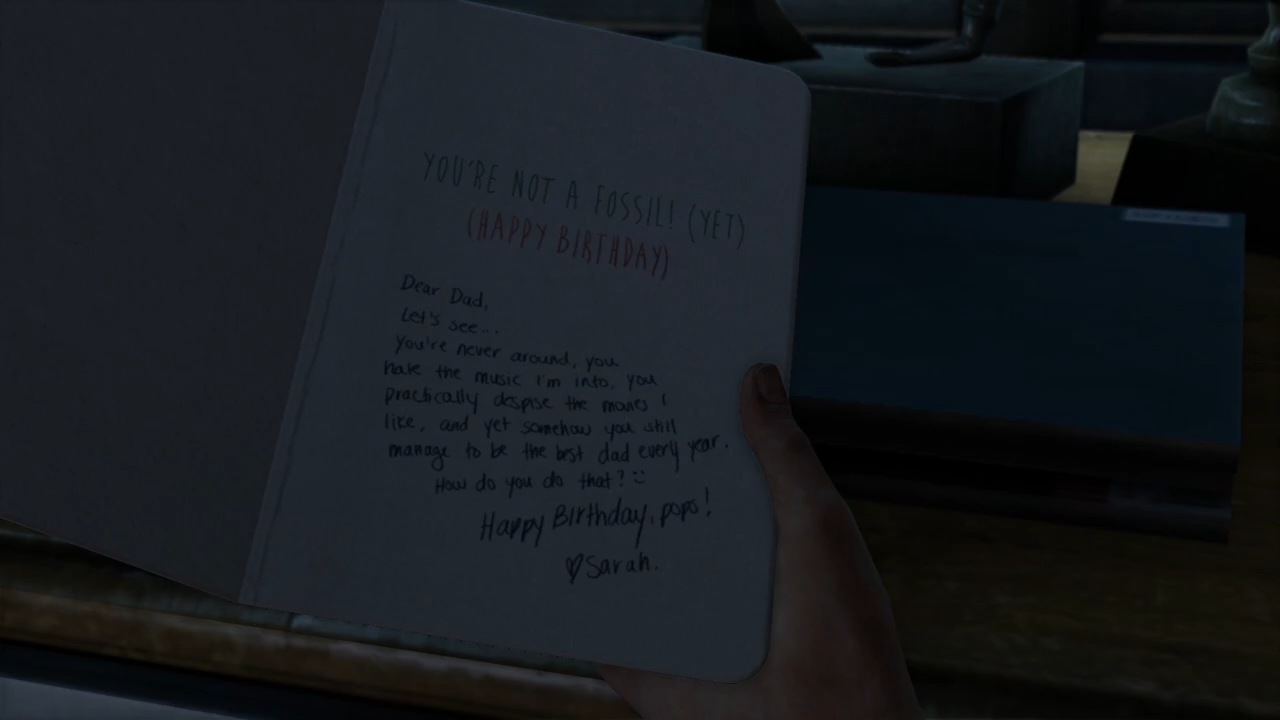 YOU'RE NOT A FOSSIL! (YET)
(HAPPY BIRTHDAY)
Dear Dad,
Let's see...
You're never around, you
hate the music I'm into, you
practically despise the movies I
like, and yet somehow you still
manage to be the best dad every year.
How do you do that? :)
Happy Birthday, pops!
♡Sarah.